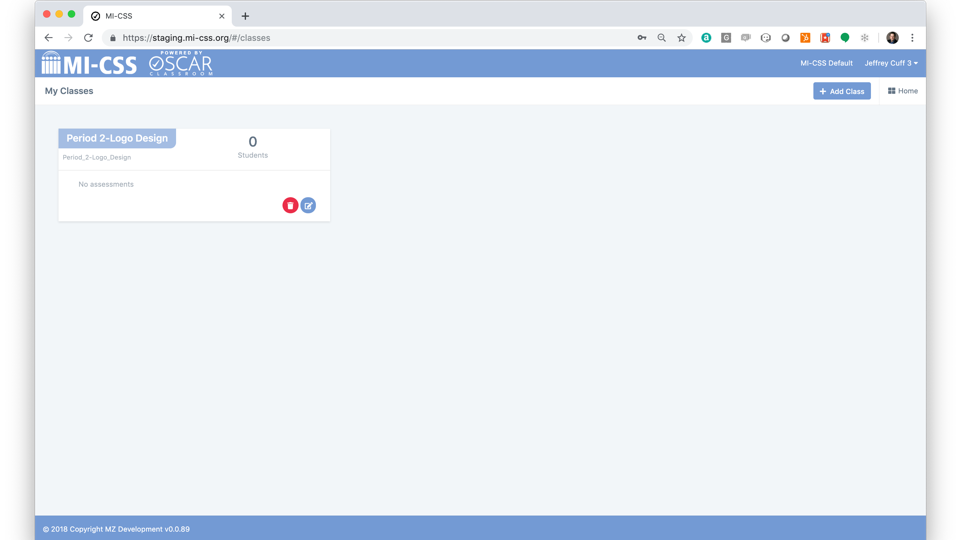 MI-CSS
https://staging.mi-css.org/#/classes
MI-CSS
POWERED BY
OSCAR
CLASSROOM
MI-CSS Default
Jeffrey Cuff 3
My Classes
+ Add Class
Home
Period 2-Logo Design
Period_2-Logo_Design
0
Students
No assessments
© 2018 Copyright MZ Development v0.0.89